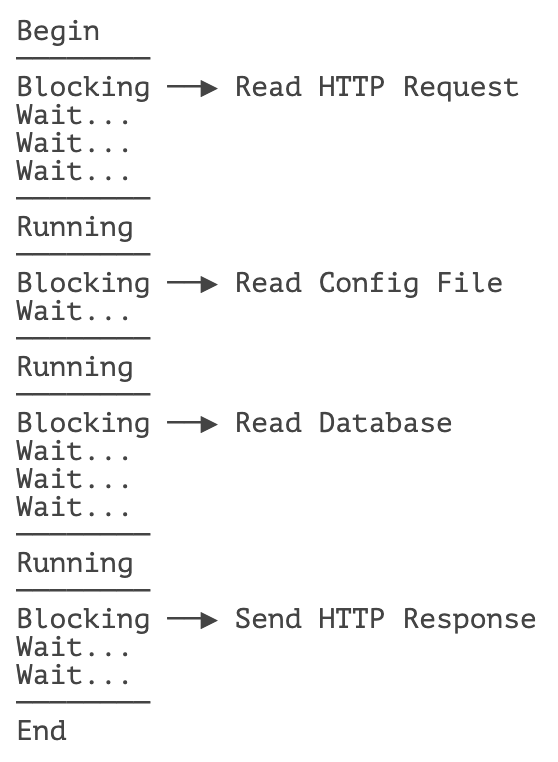 Begin
Blocking ──▶ Read HTTP Request
Wait...
Wait...
Wait...
Running
Blocking ──▶ Read Config File
Wait...
Running
Blocking ──▶ Read Database
Wait...
Wait...
Wait...
Running
Blocking ──▶ Send HTTP Response
Wait...
Wait...
End